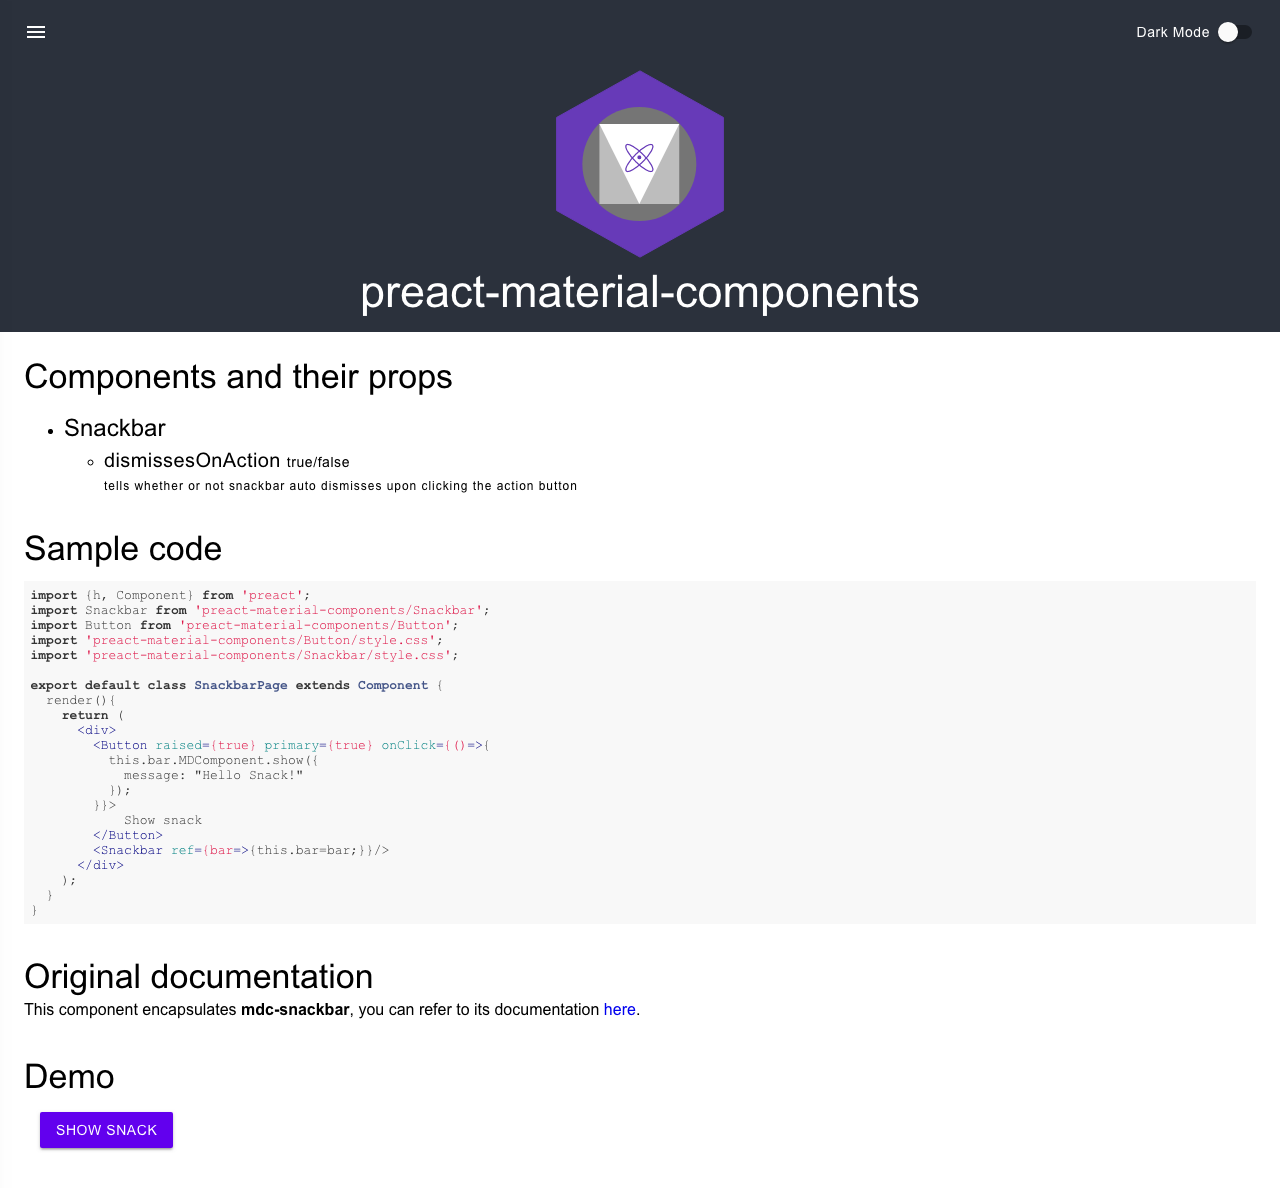 Dark Mode
preact-material-components
Components and their props
Snackbar
dismissesOnAction true/false
tells whether or not snackbar auto dismisses upon clicking the action button
Sample code
import {h, Component} from 'preact';
import Snackbar from 'preact-material-components/Snackbar';
import Button from 'preact-material-components/Button';
import 'preact-material-components/Button/style.css';
import 'preact-material-components/Snackbar/style.css';
export default class SnackbarPage extends Component {
  render(){
    return (
      <div>
        <Button raised={true} primary={true} onClick={()=>{
          this.bar.MDComponent.show({
            message: "Hello Snack!"
          });
        }}>
            Show snack
        </Button>
        <Snackbar ref={bar=>{this.bar=bar;}}/>
      </div>
    );
  }
}
Original documentation
This component encapsulates mdc-snackbar, you can refer to its documentation here.
Demo
SHOW SNACK